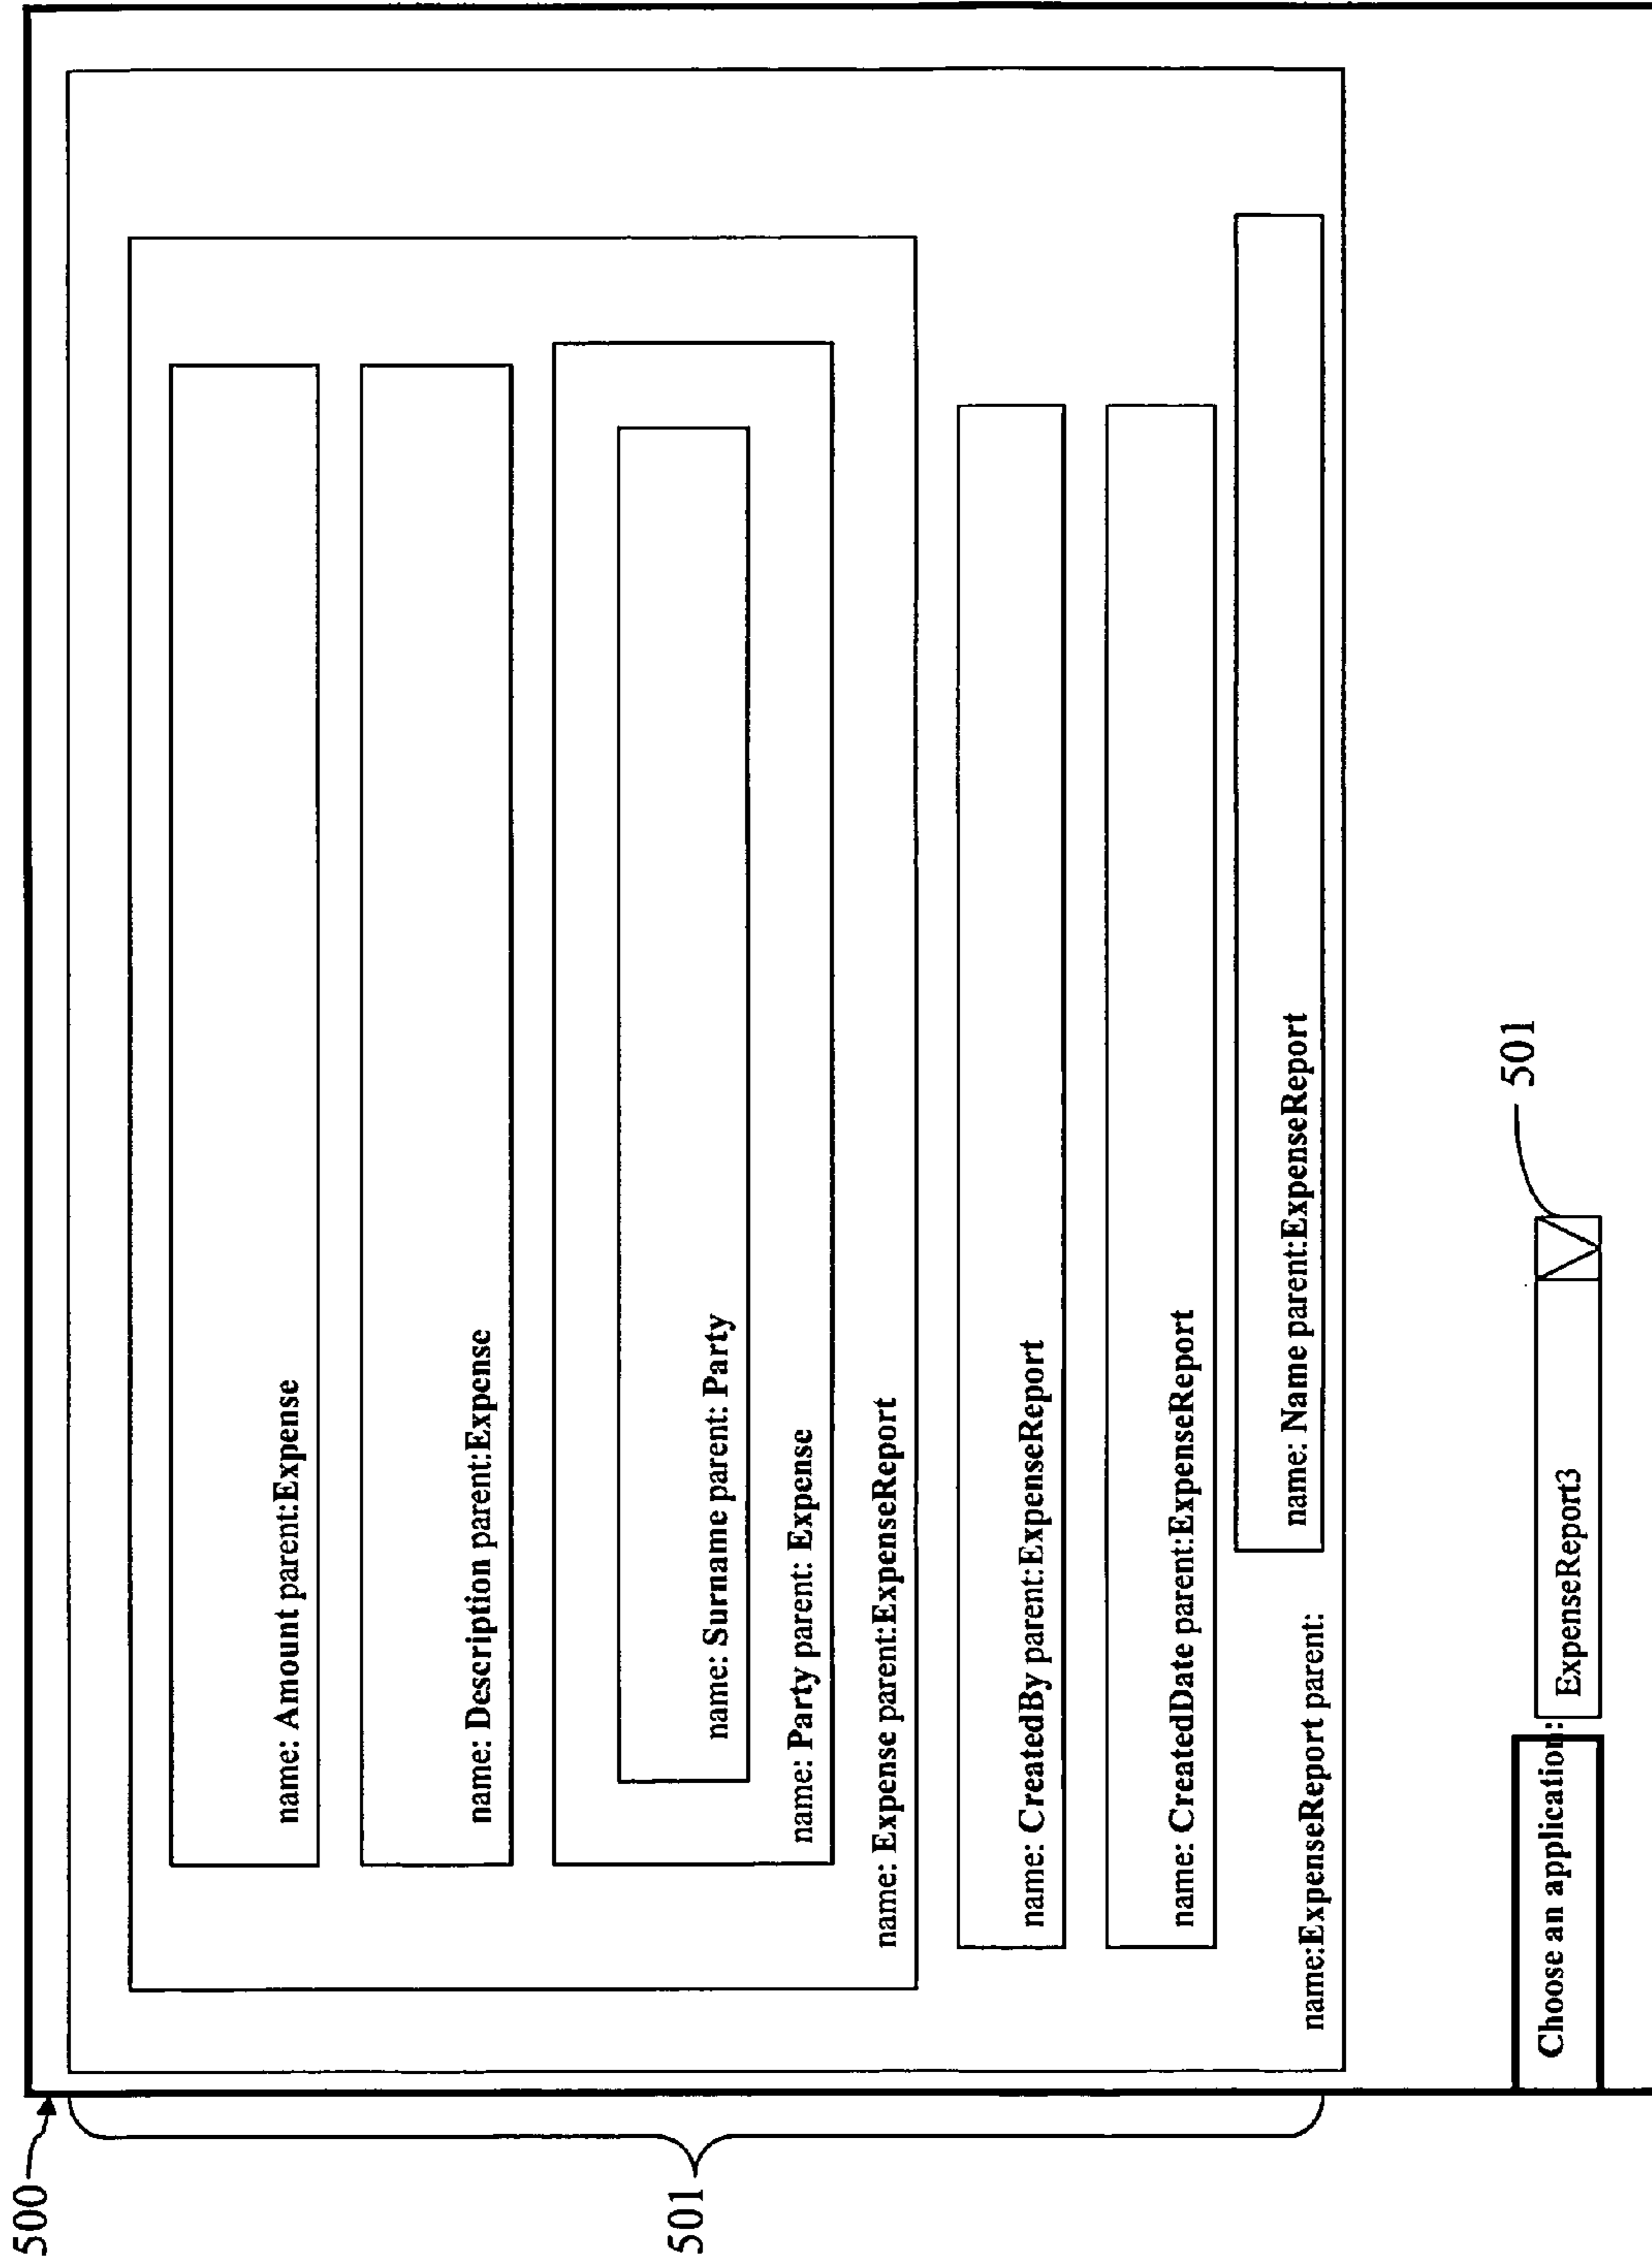 500
501
name: Amount parent:Expense
name: Description parent:Expense
name: Surname parent: Party
name: Party parent: Expense
name: Expense parent:ExpenseReport
name: CreatedBy parent:ExpenseReport
name: CreatedDate parent:ExpenseReport
name: Name parent:ExpenseReport
name:ExpenseReport parent:
501
Choose an application: ExpenseReport3